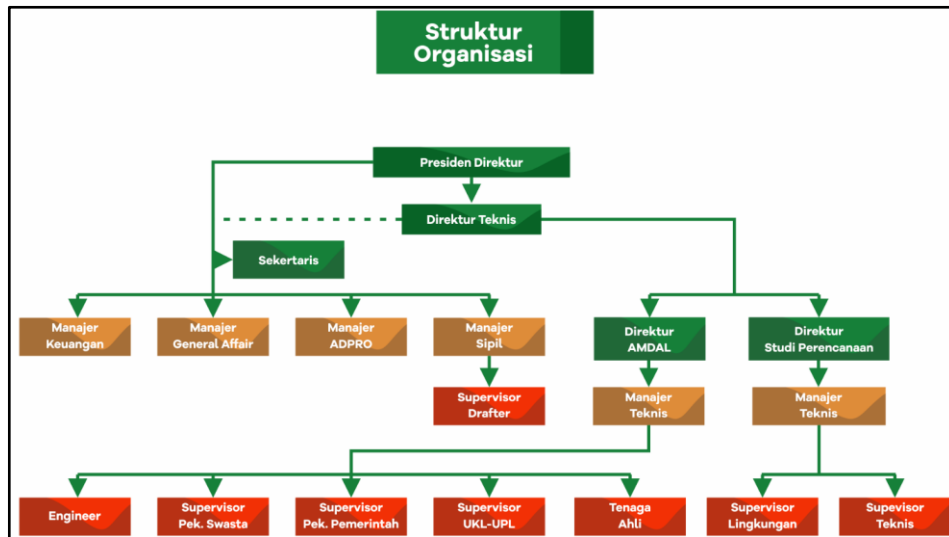 Struktur
Organisasi
Presiden Direktur
Direktur Teknis
Sekertaris
Manajer
Keuangan
Manajer
General Affair
Manajer
ADPRO
Manajer
Sipil
Direktur
AMDAL
Direktur
Studi Perencanaan
Supervisor
Drafter
Manajer
Teknis
Manajer
Teknis
Engineer
Supervisor
Pek. Swasta
Supervisor
Pek. Pemerintah
Supervisor
UKL-UPL
Tenaga
Ahli
Supervisor
Lingkungan
Supevisor
Teknis